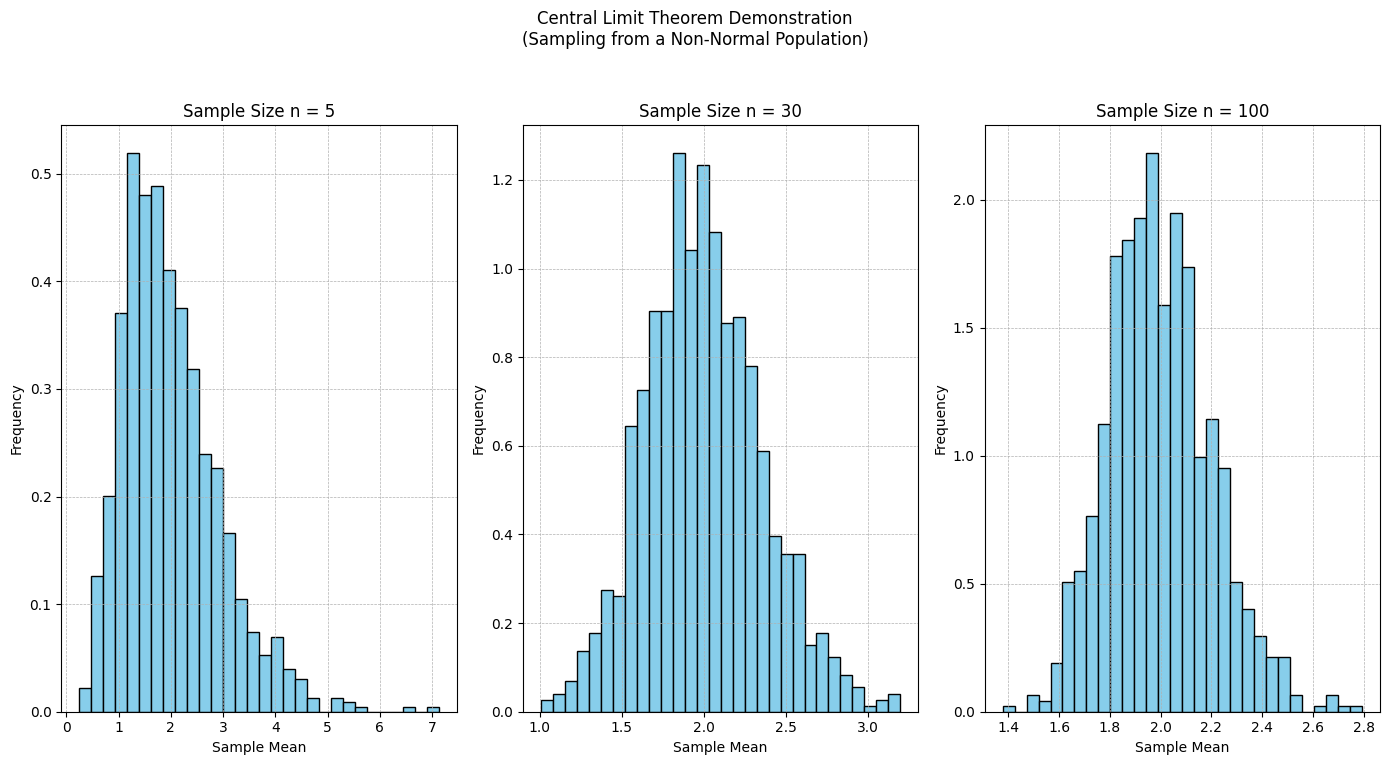 Central Limit Theorem Demonstration
(Sampling from a Non-Normal Population)
Sample Size n = 5
Frequency
0.5
0.4
0.3
0.2
0.1
0.0
0 1 2 3 4 5 6 7
Sample Mean
Sample Size n = 30
Frequency
1.2
1.0
0.8
0.6
0.4
0.2
0.0
1.0 1.5 2.0 2.5 3.0
Sample Mean
Sample Size n = 100
Frequency
2.0
1.5
1.0
0.5
0.0
1.4 1.6 1.8 2.0 2.2 2.4 2.6 2.8
Sample Mean